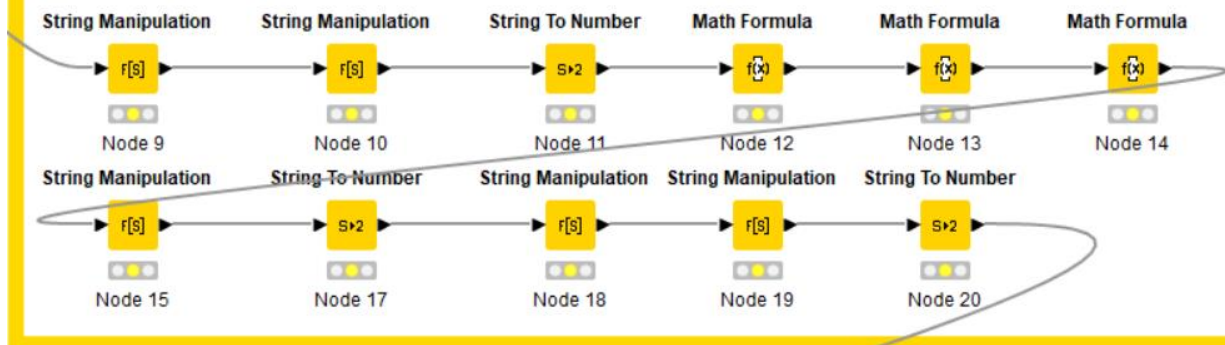 String Manipulation String Manipulation String To Number Math Formula Math Formula Math Formula
F[S] F[S] S▸2 f(x) f(x) f(x)
Node 9 Node 10 Node 11 Node 12 Node 13 Node 14
String Manipulation String To Number String Manipulation String Manipulation String To Number
F[S] S▸2 F[S] F[S] S▸2
Node 15 Node 17 Node 18 Node 19 Node 20